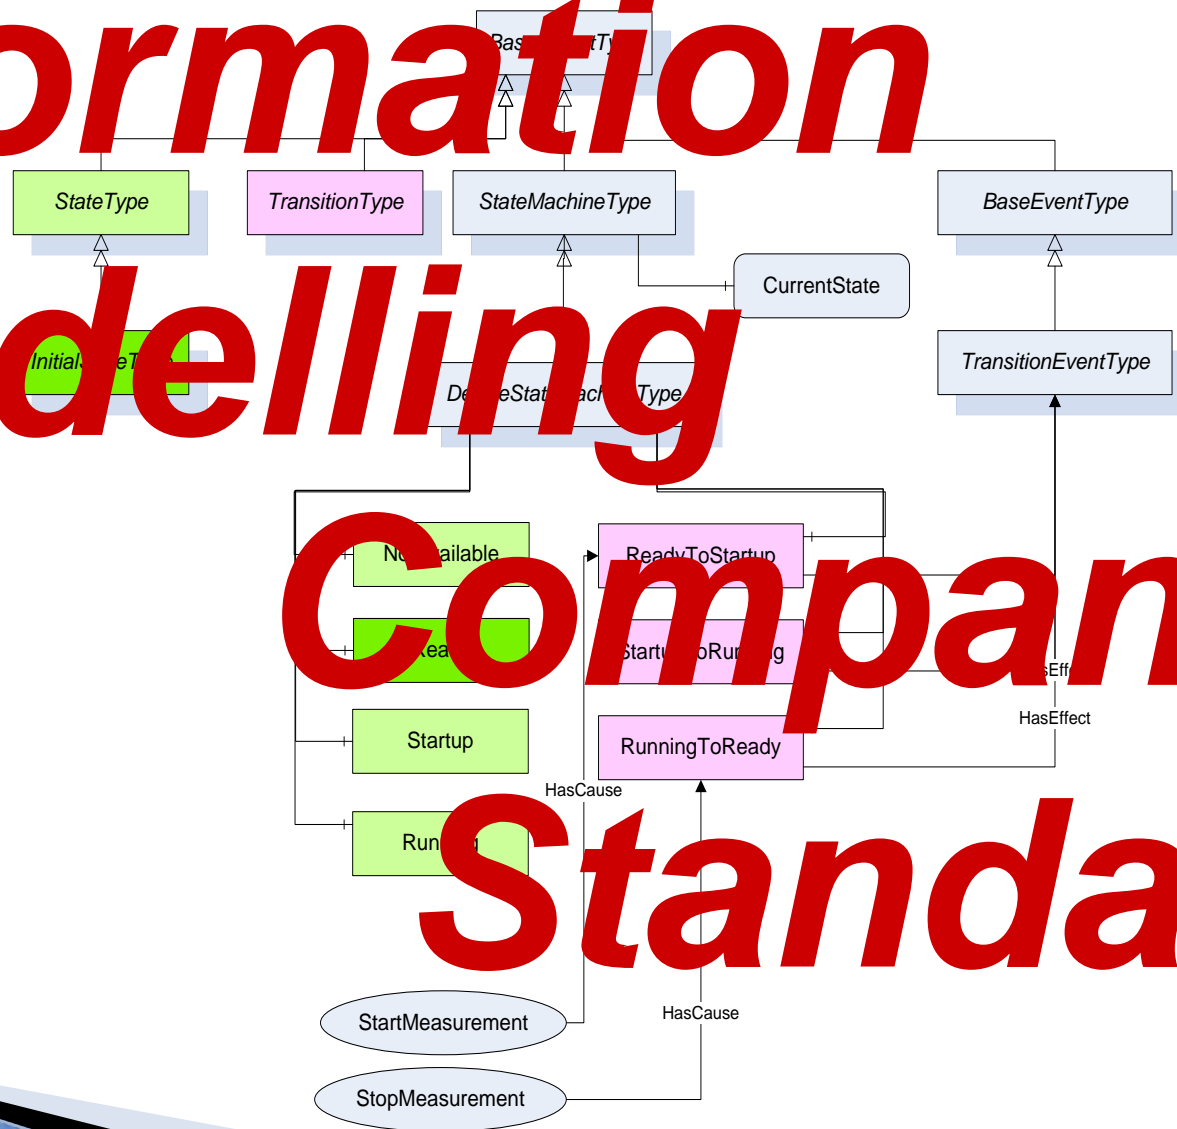 ormation
StateType
TransitionType
StateMachineType
BaseEventType
CurrentState
delling
TransitionEventType
ReadyToStartup
Compan
HasEffect
Startup
RunningToReady
HasCause
Standa
StartMeasurement
HasCause
StopMeasurement